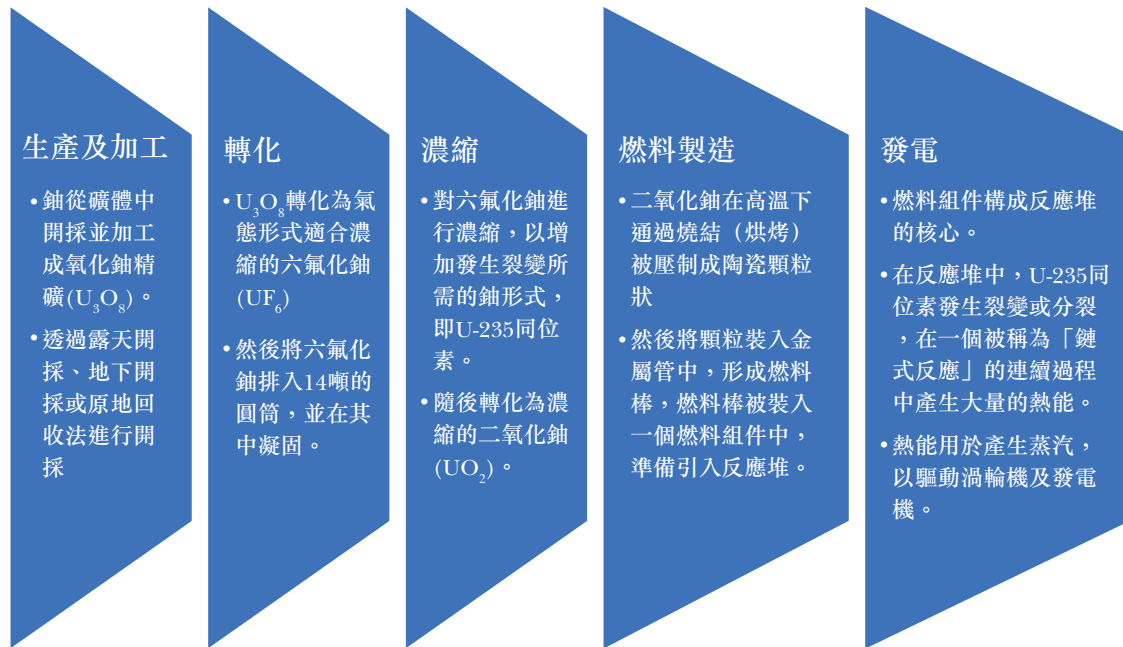 生產及加工
•鈾從礦體中
開採並加工
成氧化鈾精
礦(U₃O₈)。
•透過露天開
採、地下開
採或原地回
收法進行開
採
轉化
•U₃O₈轉化為氣
態形式適合濃
縮的六氟化鈾
(UF₆)
•然後將六氟化
鈾排入14噸的
圓筒，並在其
中凝固。
濃縮
•對六氟化鈾進
行濃縮，以增
加發生裂變所
需的鈾形式，
即U-235同位
素。
•隨後轉化為濃
縮的二氧化鈾
(UO₂)。
燃料製造
•二氧化鈾在高溫下
通過燒結（烘烤）
被壓制成陶瓷顆粒
狀
•然後將顆粒裝入金
屬管中，形成燃料
棒，燃料棒被裝入
一個燃料組件中，
準備引入反應堆。
發電
•燃料組件構成反應堆
的核心。
•在反應堆中，U-235同
位素發生裂變或分裂
，在一個被稱為「鏈
式反應」的連續過程
中產生大量的熱能。
•熱能用於產生蒸汽，
以驅動渦輪機及發電
機。